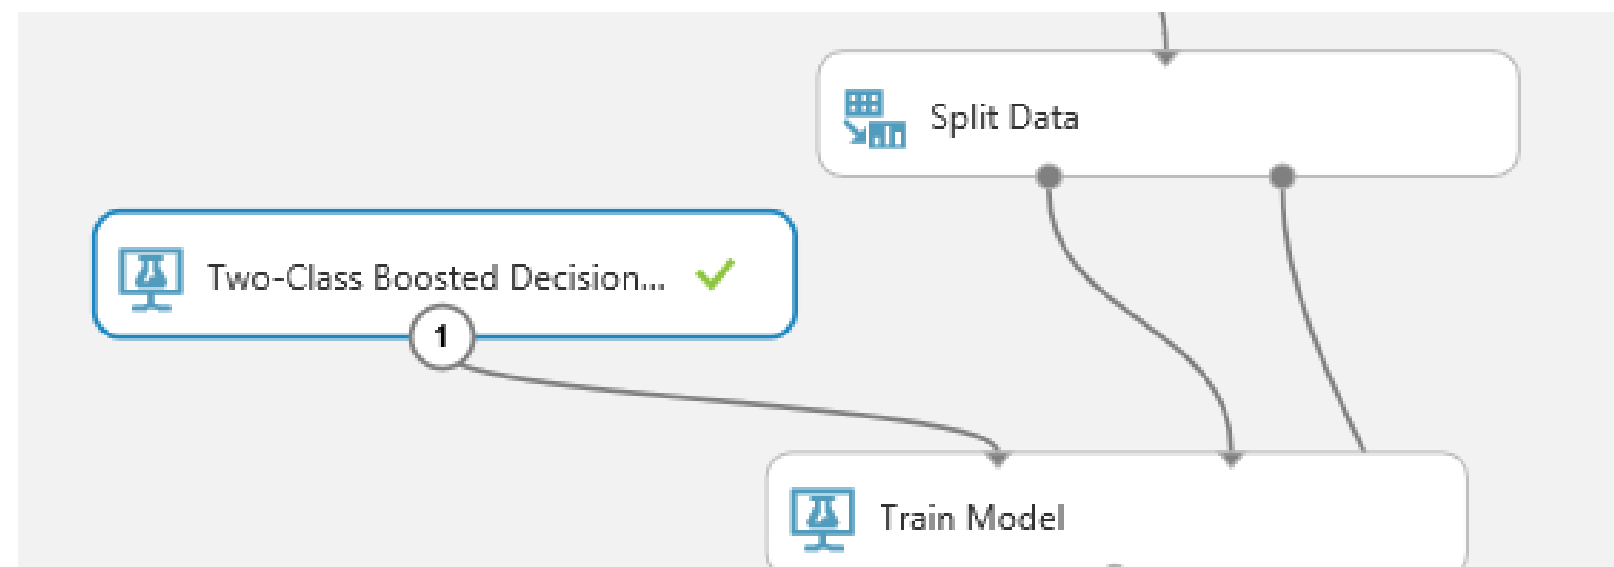 Split Data
Two-Class Boosted Decision...
1
Train Model